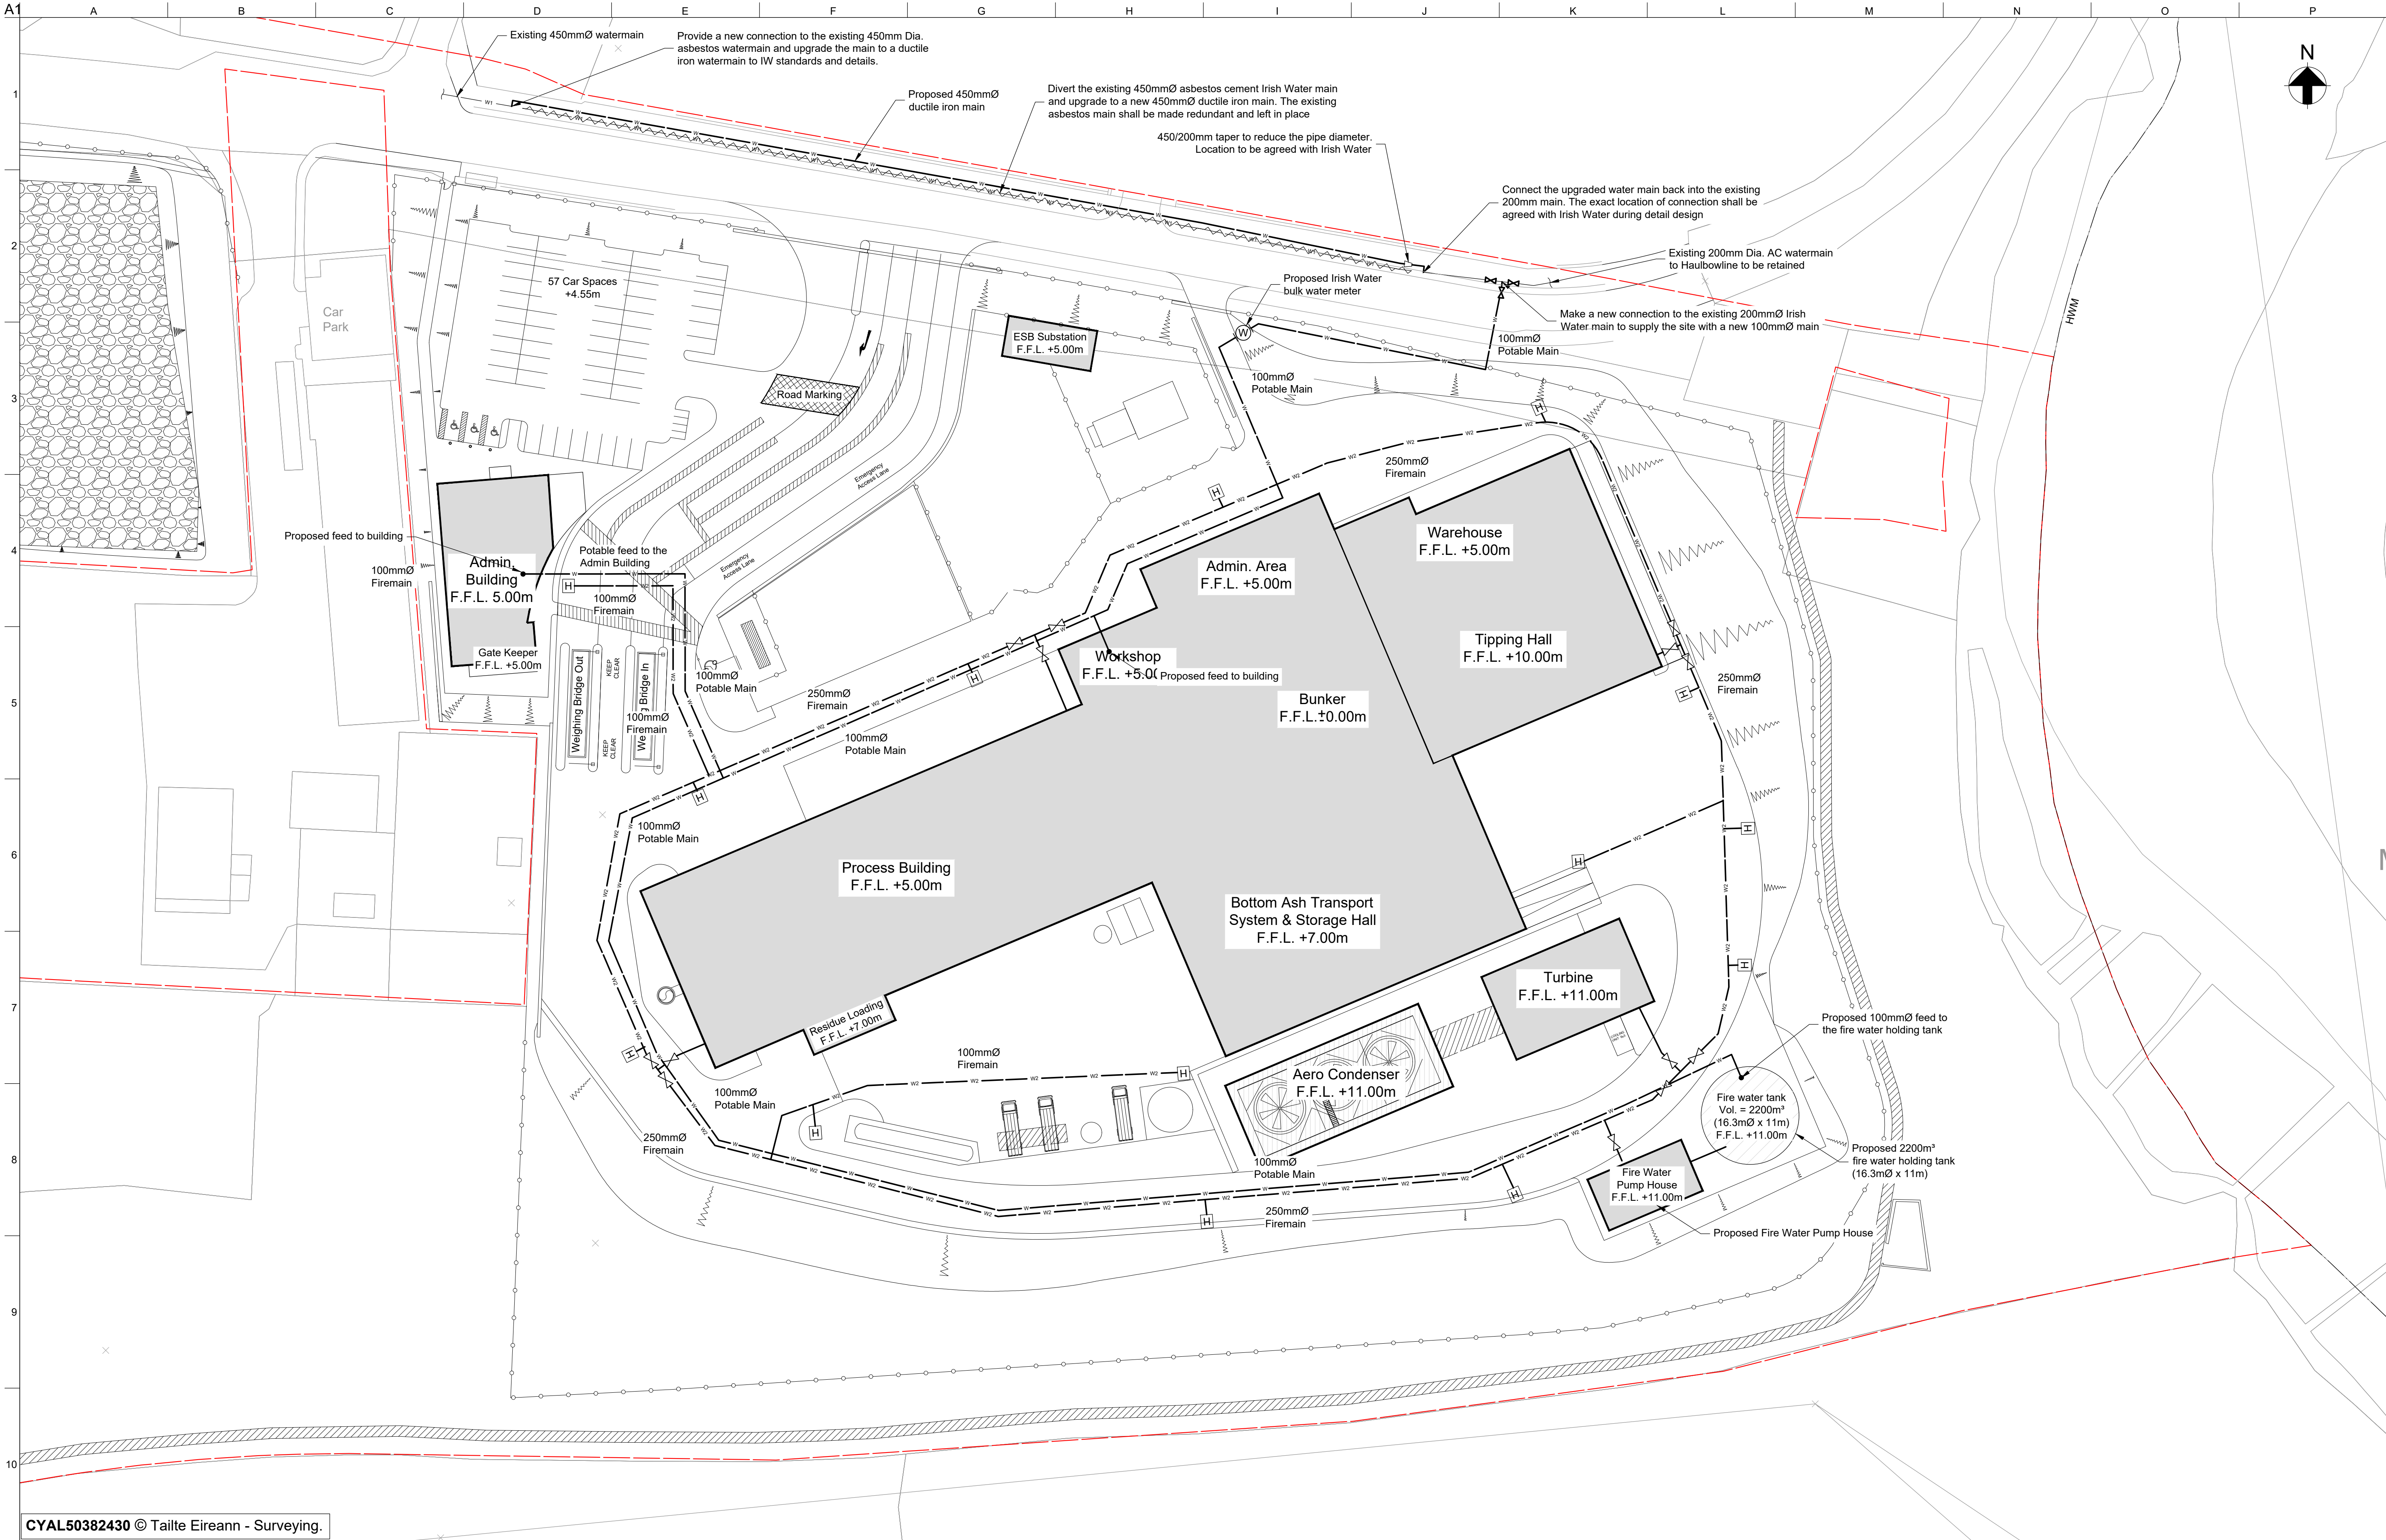 A1
A
B
C
D
E
F
G
H
I
J
K
L
M
N
O
P
1
2
3
4
5
6
7
8
9
10
N
Existing 450mmØ watermain
Provide a new connection to the existing 450mm Dia.
asbestos watermain and upgrade the main to a ductile
iron watermain to IW standards and details.
Proposed 450mmØ
ductile iron main
Divert the existing 450mmØ asbestos cement Irish Water main
and upgrade to a new 450mmØ ductile iron main. The existing
asbestos main shall be made redundant and left in place
450/200mm taper to reduce the pipe diameter.
Location to be agreed with Irish Water
Connect the upgraded water main back into the existing
200mm main. The exact location of connection shall be
agreed with Irish Water during detail design
Existing 200mm Dia. AC watermain
to Haulbowline to be retained
Proposed Irish Water
bulk water meter
Make a new connection to the existing 200mmØ Irish
Water main to supply the site with a new 100mmØ main
100mmØ
Potable Main
HWM
57 Car Spaces
+4.55m
Car
Park
ESB Substation
F.F.L. +5.00m
W
100mmØ
Potable Main
Road Marking
Emergency
Access Lane
250mmØ
Firemain
Proposed feed to building
Admin.
Building
F.F.L. 5.00m
Potable feed to the
Admin Building
Emergency
Access Lane
100mmØ
Firemain
100mmØ
Firemain
Admin. Area
F.F.L. +5.00m
Warehouse
F.F.L. +5.00m
Gate Keeper
F.F.L. +5.00m
Weighing Bridge Out
KEEP
CLEAR
KEEP
CLEAR
100mmØ
Potable Main
100mmØ
Firemain
250mmØ
Firemain
100mmØ
Potable Main
Workshop
Proposed feed to building
Tipping Hall
F.F.L. +10.00m
Bunker
F.F.L.±0.00m
250mmØ
Firemain
100mmØ
Potable Main
Process Building
F.F.L. +5.00m
Bottom Ash Transport
System & Storage Hall
F.F.L. +7.00m
Turbine
F.F.L. +11.00m
Residue Loading
F.F.L. +7.00m
100mmØ
Firemain
Aero Condenser
F.F.L. +11.00m
Proposed 100mmØ feed to
the fire water holding tank
100mmØ
Potable Main
250mmØ
Firemain
Fire water tank
Vol. = 2200m³
(16.3mØ x 11m)
F.F.L. +11.00m
Proposed 2200m³
fire water holding tank
(16.3mØ x 11m)
100mmØ
Potable Main
Fire Water
Pump House
F.F.L. +11.00m
250mmØ
Firemain
Proposed Fire Water Pump House
CYAL50382430 © Tailte Eireann - Surveying.